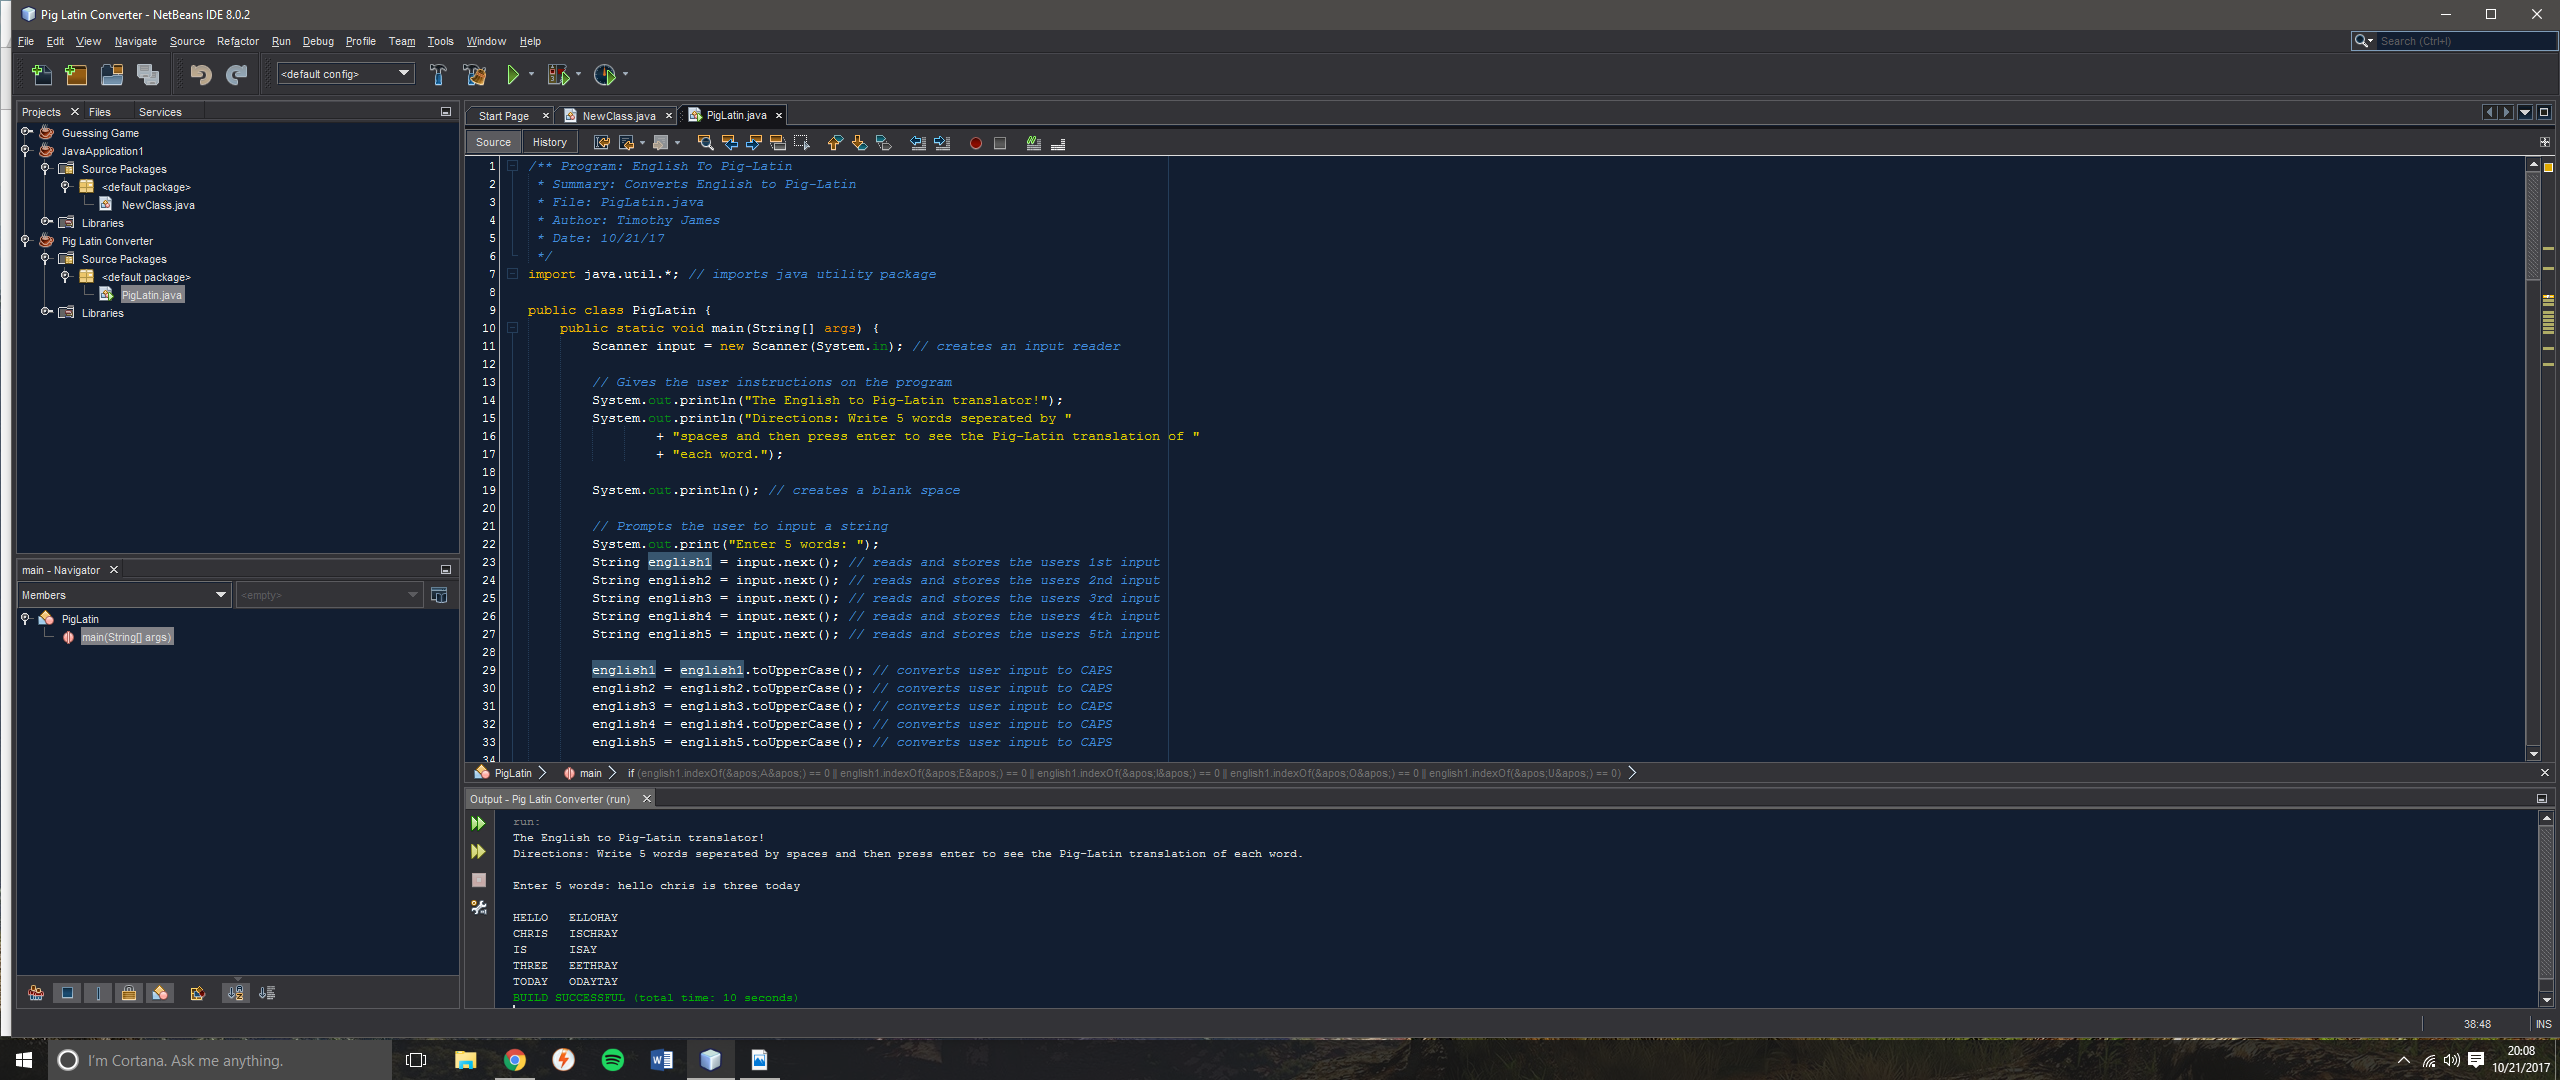 Pig Latin Converter - NetBeans IDE 8.0.2
File Edit View Navigate Source Refactor Run Debug Profile Team Tools Window Help
Search (Ctrl+I)
<default config>
Projects Files Services
Guessing Game
JavaApplication1
Source Packages
<default package>
NewClass.java
Libraries
Pig Latin Converter
Source Packages
<default package>
PigLatin.java
Libraries
main - Navigator
Members <empty>
PigLatin
main(String[] args)
Start Page NewClass.java PigLatin.java
Source History
1 /** Program: English To Pig-Latin
2 * Summary: Converts English to Pig-Latin
3 * File: PigLatin.java
4 * Author: Timothy James
5 * Date: 10/21/17
6 */
7 import java.util.*; // imports java utility package
8
9 public class PigLatin {
10 public static void main(String[] args) {
11 Scanner input = new Scanner(System.in); // creates an input reader
12
13 // Gives the user instructions on the program
14 System.out.println("The English to Pig-Latin translator!");
15 System.out.println("Directions: Write 5 words seperated by "
16 + "spaces and then press enter to see the Pig-Latin translation of "
17 + "each word.");
18
19 System.out.println(); // creates a blank space
20
21 // Prompts the user to input a string
22 System.out.print("Enter 5 words: ");
23 String english1 = input.next(); // reads and stores the users 1st input
24 String english2 = input.next(); // reads and stores the users 2nd input
25 String english3 = input.next(); // reads and stores the users 3rd input
26 String english4 = input.next(); // reads and stores the users 4th input
27 String english5 = input.next(); // reads and stores the users 5th input
28
29 english1 = english1.toUpperCase(); // converts user input to CAPS
30 english2 = english2.toUpperCase(); // converts user input to CAPS
31 english3 = english3.toUpperCase(); // converts user input to CAPS
32 english4 = english4.toUpperCase(); // converts user input to CAPS
33 english5 = english5.toUpperCase(); // converts user input to CAPS
34
PigLatin main if (english1.indexOf(&apos;A&apos;) == 0 || english1.indexOf(&apos;E&apos;) == 0 || english1.indexOf(&apos;I&apos;) == 0 || english1.indexOf(&apos;O&apos;) == 0 || english1.indexOf(&apos;U&apos;) == 0)
Output - Pig Latin Converter (run)
run:
The English to Pig-Latin translator!
Directions: Write 5 words seperated by spaces and then press enter to see the Pig-Latin translation of each word.
Enter 5 words: hello chris is three today
HELLO ELLOHAY
CHRIS ISCHRAY
IS ISAY
THREE EETHRAY
TODAY ODAYTAY
BUILD SUCCESSFUL (total time: 10 seconds)
38:48 INS
I'm Cortana. Ask me anything.
20:08
10/21/2017